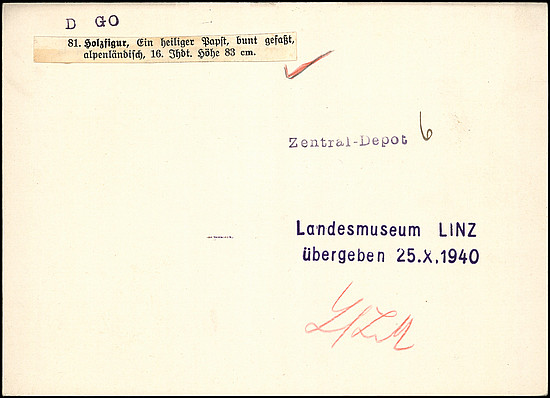 D GO
81. Holzfigur, Ein heiliger Papst, bunt gefaßt,
alpenländisch, 16. Jhdt. Höhe 83 cm.
Zentral-Depot 6
Landesmuseum LINZ
übergeben 25.X.1940